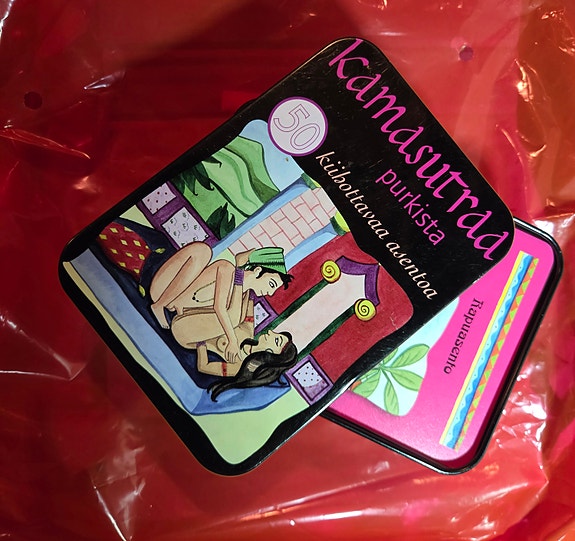 kamasutraa
purkista
50
kiihottavaa asentoa
Rapuasento